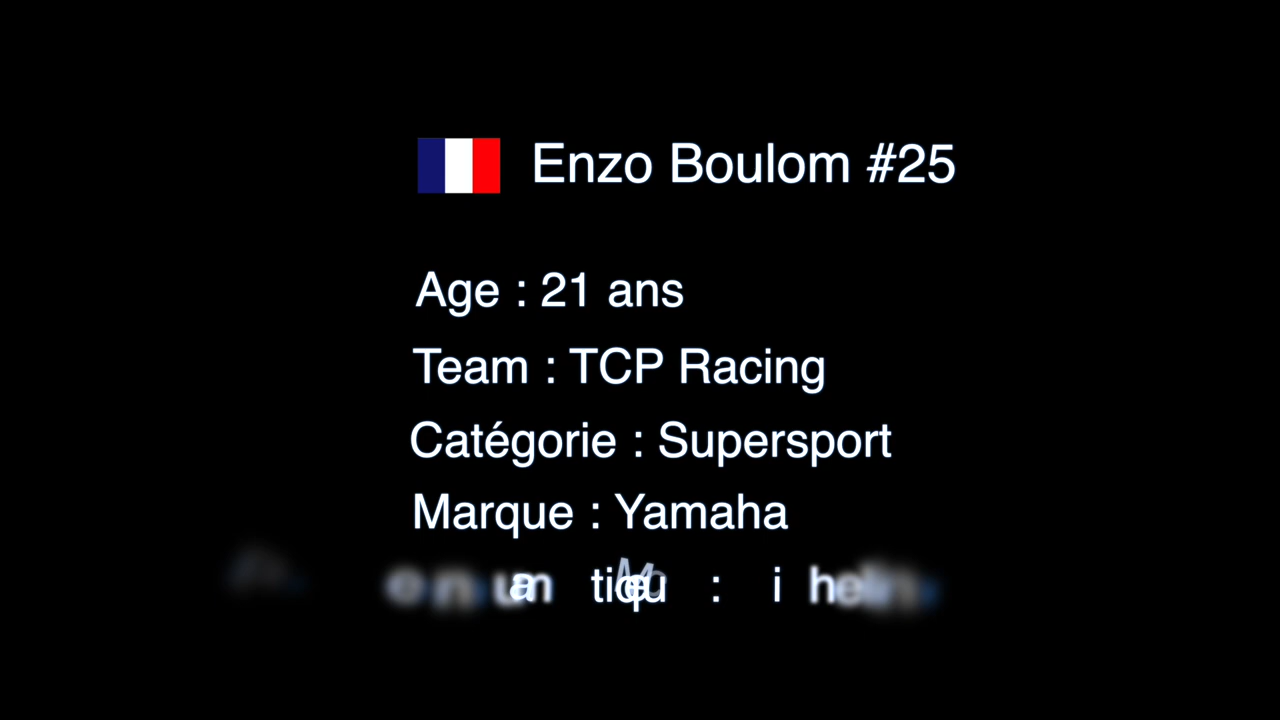 Enzo Boulom #25
Age : 21 ans
Team : TCP Racing
Catégorie : Supersport
Marque : Yamaha